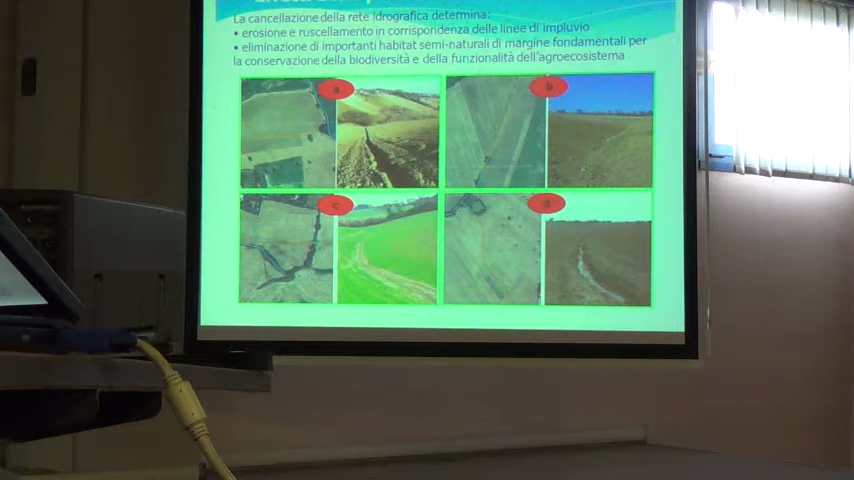 La cancellazione della rete idrografica determina:
• erosione e ruscellamento in corrispondenza delle linee di impluvio
• eliminazione di importanti habitat semi-naturali di margine fondamentali per
la conservazione della biodiversità e della funzionalità dell'agroecosistema
a
b
c
d